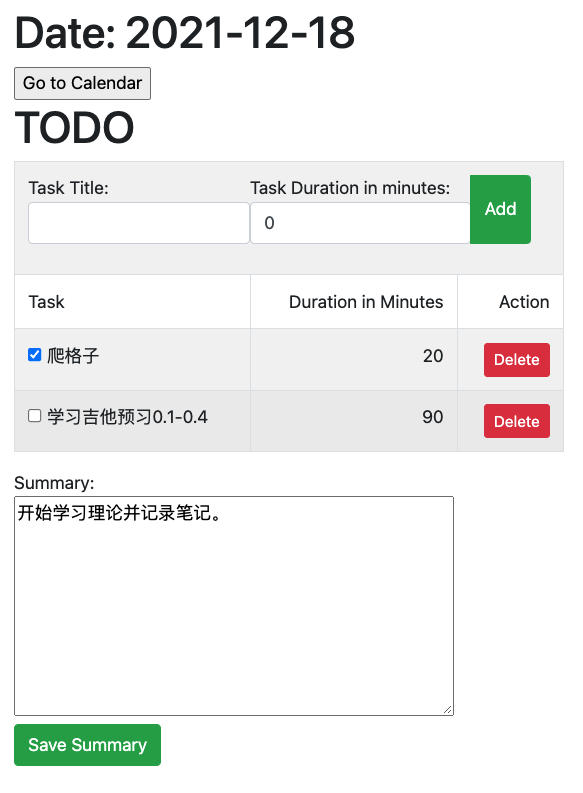 Date: 2021-12-18
Go to Calendar
TODO
Task Title: Task Duration in minutes:
0 Add
Task Duration in Minutes Action
爬格子 20 Delete
学习吉他预习0.1-0.4 90 Delete
Summary:
开始学习理论并记录笔记。
Save Summary